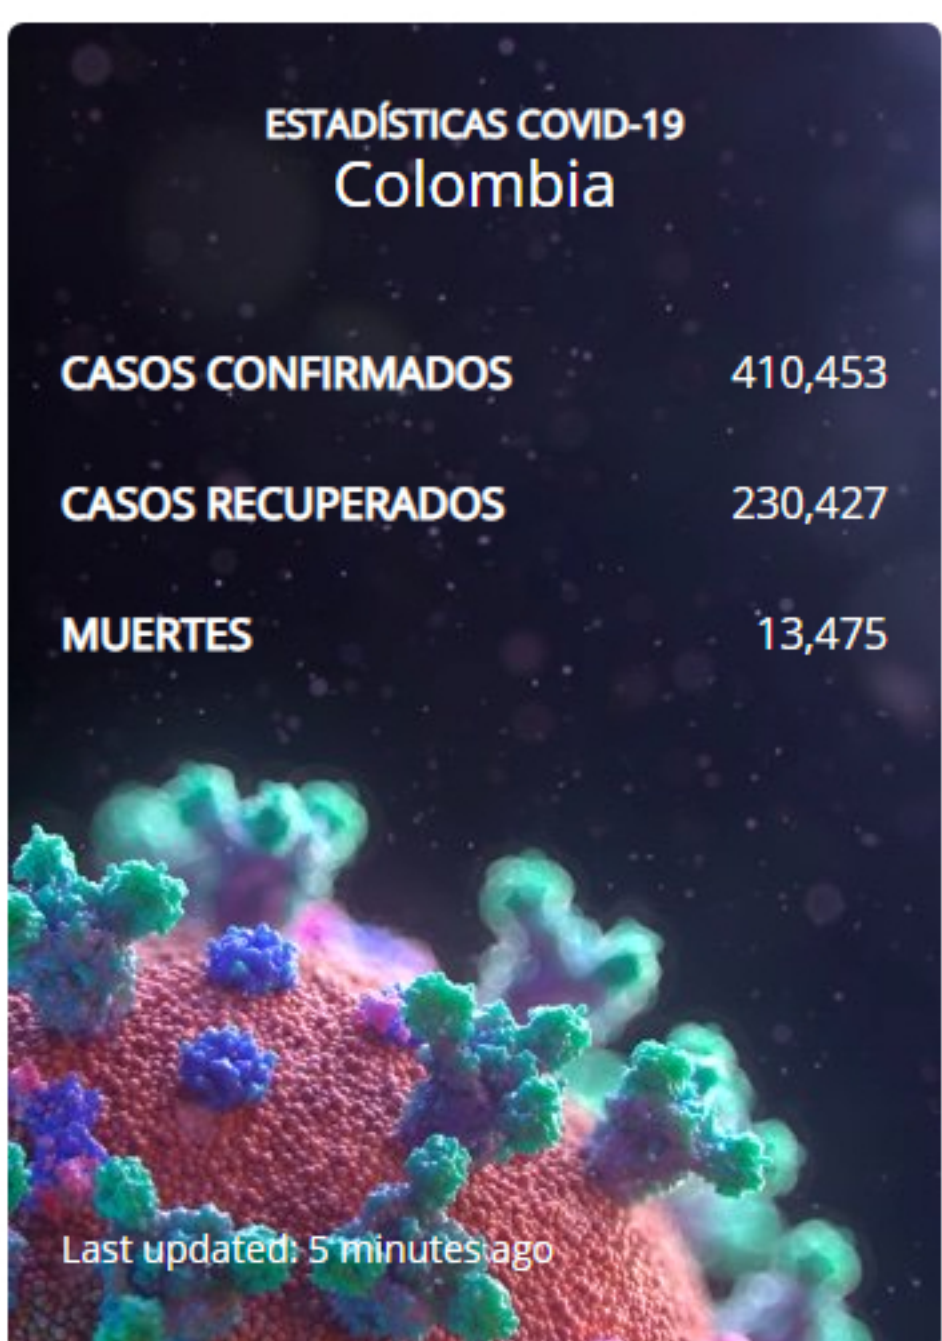 ESTADÍSTICAS COVID-19
Colombia
CASOS CONFIRMADOS 410,453
CASOS RECUPERADOS 230,427
MUERTES 13,475
Last updated: 5 minutes ago